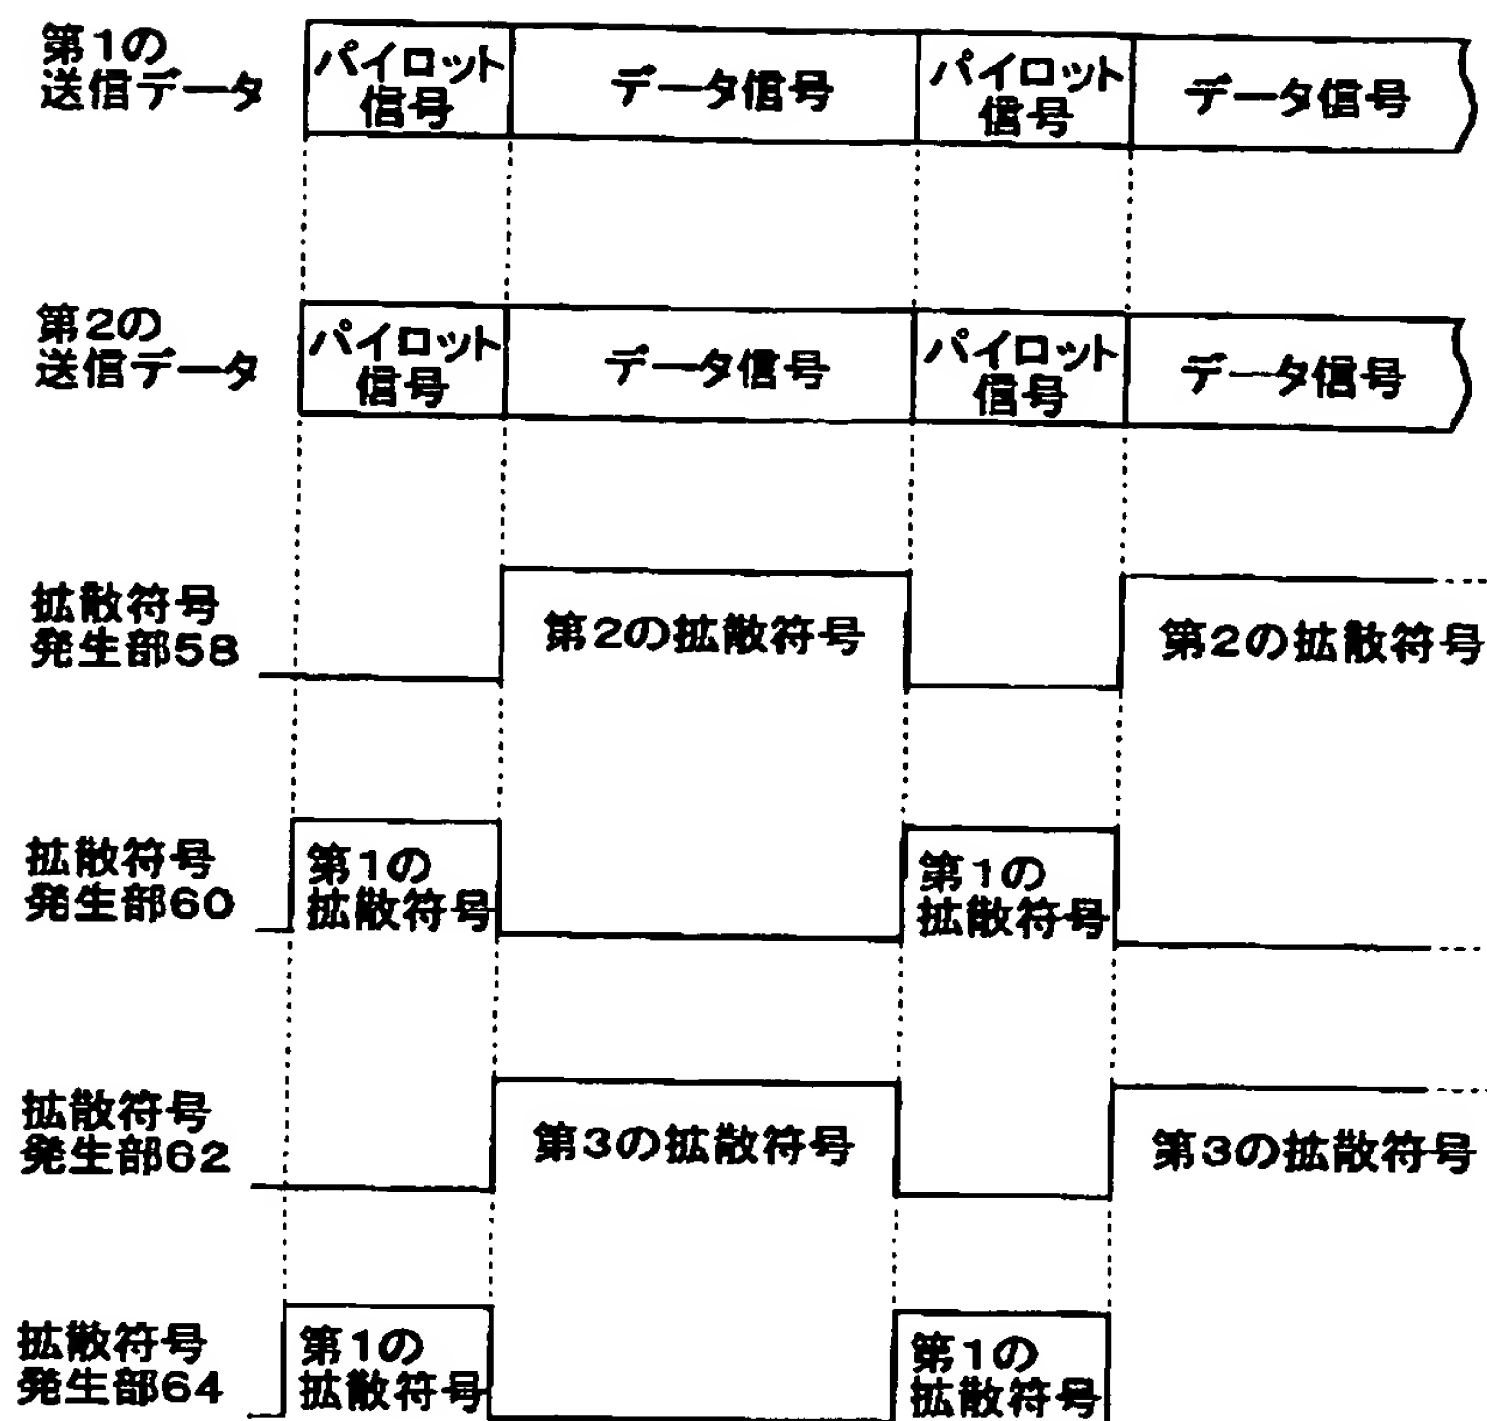 第1の
送信データ
パイロット
信号
データ信号
パイロット
信号
データ信号
第2の
送信データ
パイロット
信号
データ信号
パイロット
信号
データ信号
拡散符号
発生部58
第2の拡散符号
第2の拡散符号
拡散符号
発生部60
第1の
拡散符号
第1の
拡散符号
拡散符号
発生部62
第3の拡散符号
第3の拡散符号
拡散符号
発生部64
第1の
拡散符号
第1の
拡散符号